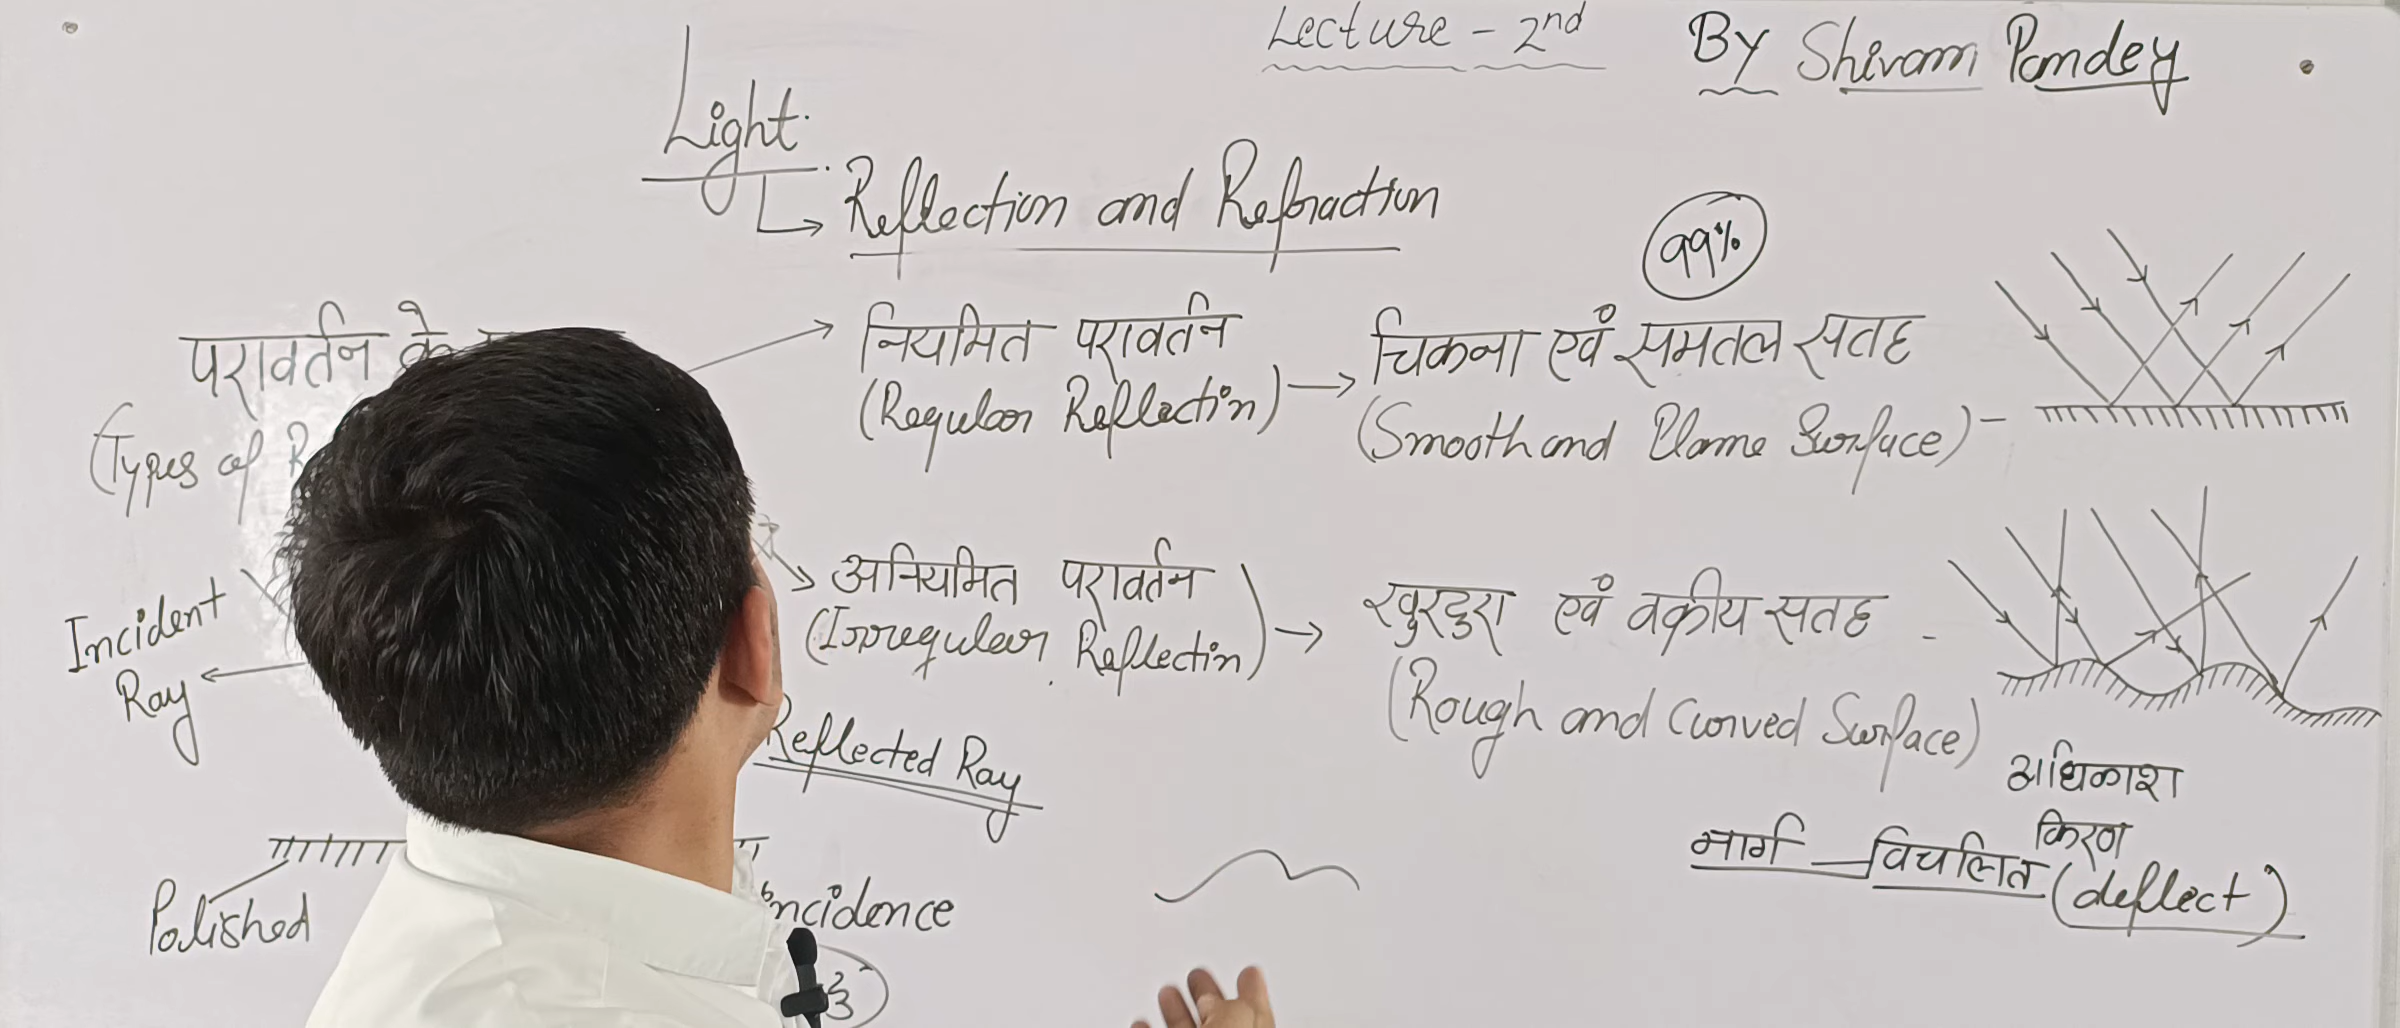 Lecture - 2nd
By Shivam Pandey
Light
Reflection and Refraction
99%
परावर्तन के
(Types of
नियमित परावर्तन
(Regular Reflection)
चिकना एवं समतल सतह
(Smooth and Plane Surface) -
अनियमित परावर्तन
(Irregular Reflection)
खुरदुरा एवं वक्रीय सतह -
(Rough and Curved Surface)
Incident
Ray
Reflected Ray
Polished
incidence
अधिकाश
किरण
मार्ग विचलित (deflect)